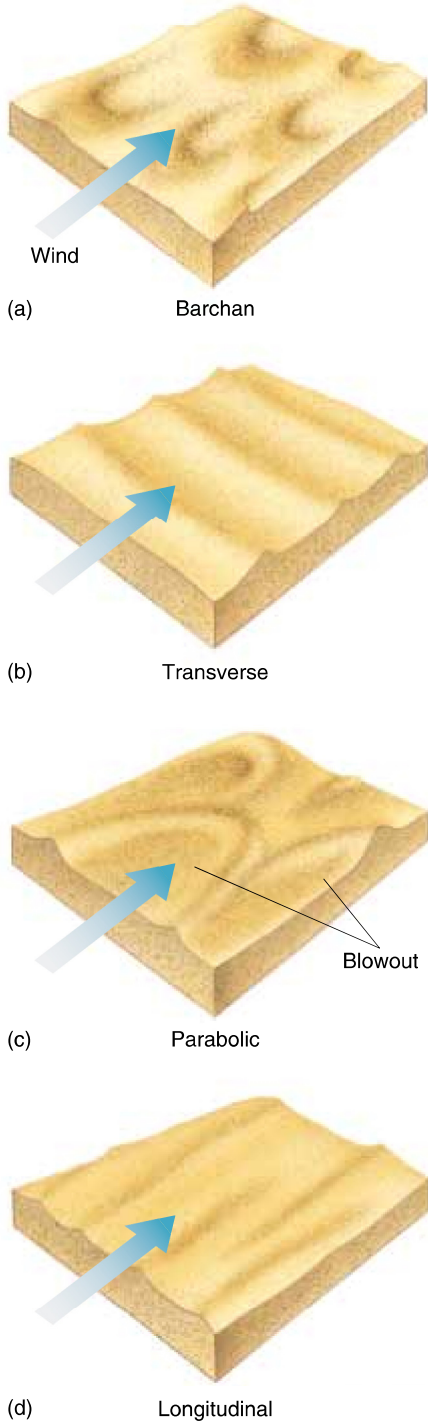 Wind
(a) Barchan
(b) Transverse
Blowout
(c) Parabolic
(d) Longitudinal